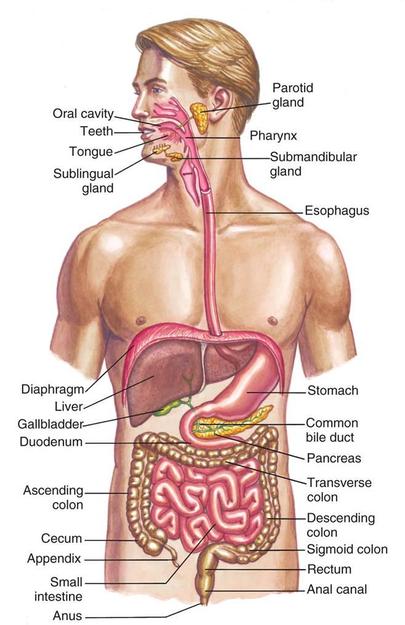 Parotid
gland
Oral cavity
Teeth
Pharynx
Tongue
Submandibular
gland
Sublingual
gland
Esophagus
Diaphragm
Stomach
Liver
Gallbladder
Common
bile duct
Duodenum
Pancreas
Transverse
colon
Ascending
colon
Descending
colon
Cecum
Sigmoid colon
Appendix
Rectum
Small
intestine
Anal canal
Anus